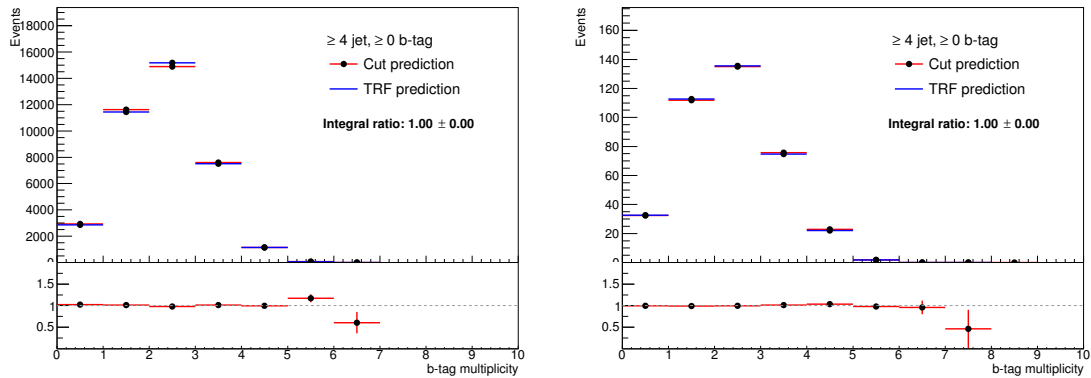 Events
18000
16000
14000
12000
10000
8000
6000
4000
2000
0
≥ 4 jet, ≥ 0 b-tag
Cut prediction
TRF prediction
Integral ratio: 1.00 ± 0.00
1.5
1
0.5
0 1 2 3 4 5 6 7 8 9 10
b-tag multiplicity
Events
160
140
120
100
80
60
40
20
0
≥ 4 jet, ≥ 0 b-tag
Cut prediction
TRF prediction
Integral ratio: 1.00 ± 0.00
1.5
1
0.5
0 1 2 3 4 5 6 7 8 9 10
b-tag multiplicity